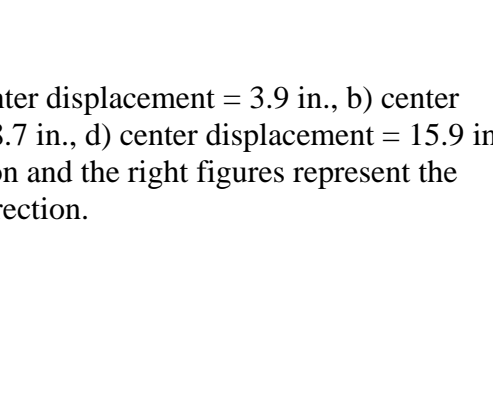 nter displacement = 3.9 in., b) center
.7 in., d) center displacement = 15.9 in
on and the right figures represent the
rection.